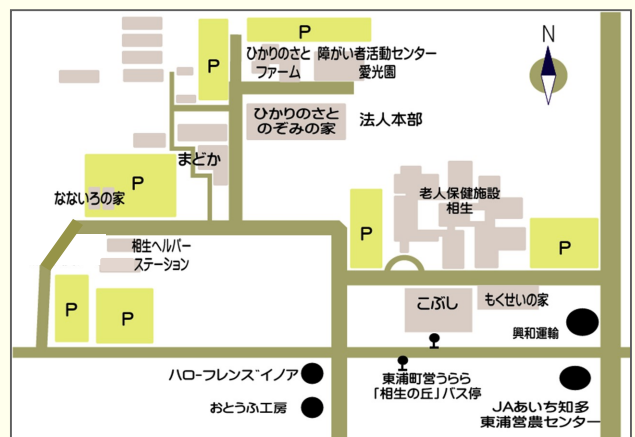 P
N
ひかりのさと
ファーム
障がい者活動センター
愛光園
P
ひかりのさと
のぞみの家
法人本部
まどか
P
なないろの家
老人保健施設
相生
P
P
相生ヘルパー
ステーション
P
P
こぶし
もくせいの家
興和運輸
ハローフレンズ"イノア
東浦町営うらら
「相生の丘」バス停
おとうふ工房
JAあいち知多
東浦営農センター